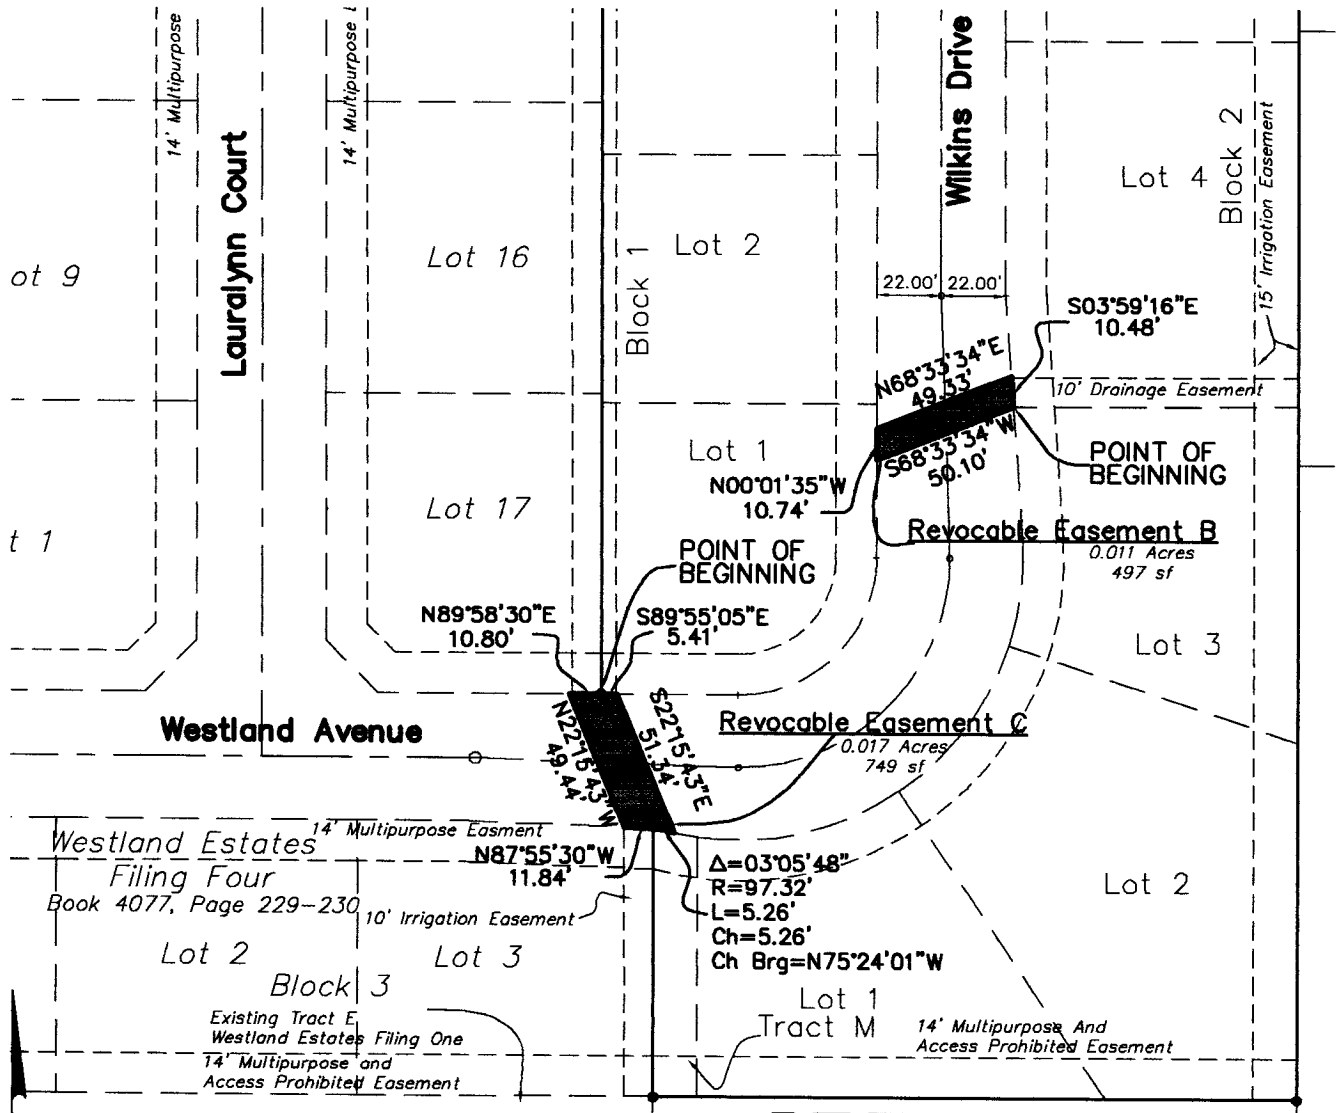 14' Multipurpose
Lauralynn Court
14' Multipurpose
Wilkins Drive
Block 2
15' Irrigation Easement
Lot 4
ot 9
Lot 16
Block 1
Lot 2
22.00'
22.00'
S03°59'16"E
10.48'
N68°33'34"E
49.33'
10' Drainage Easement
S68°33'34"W
50.10'
POINT OF
BEGINNING
Lot 1
N00°01'35"W
10.74'
Lot 17
t 1
Revocable Easement B
0.011 Acres
497 sf
POINT OF
BEGINNING
N89°58'30"E
10.80'
S89°55'05"E
5.41'
Lot 3
Westland Avenue
N22°15'43"W
49.44'
S22°15'43"E
51.34'
Revocable Easement C
0.017 Acres
749 sf
14' Multipurpose Easment
Westland Estates
Filing Four
Book 4077, Page 229-230
N87°55'30"W
11.84'
Δ=03°05'48"
R=97.32'
L=5.26'
Ch=5.26'
Ch Brg=N75°24'01"W
Lot 2
10' Irrigation Easement
Lot 2
Lot 3
Block 3
Lot 1
Tract M
Existing Tract E
Westland Estates Filing One
14' Multipurpose and
Access Prohibited Easement
14' Multipurpose And
Access Prohibited Easement